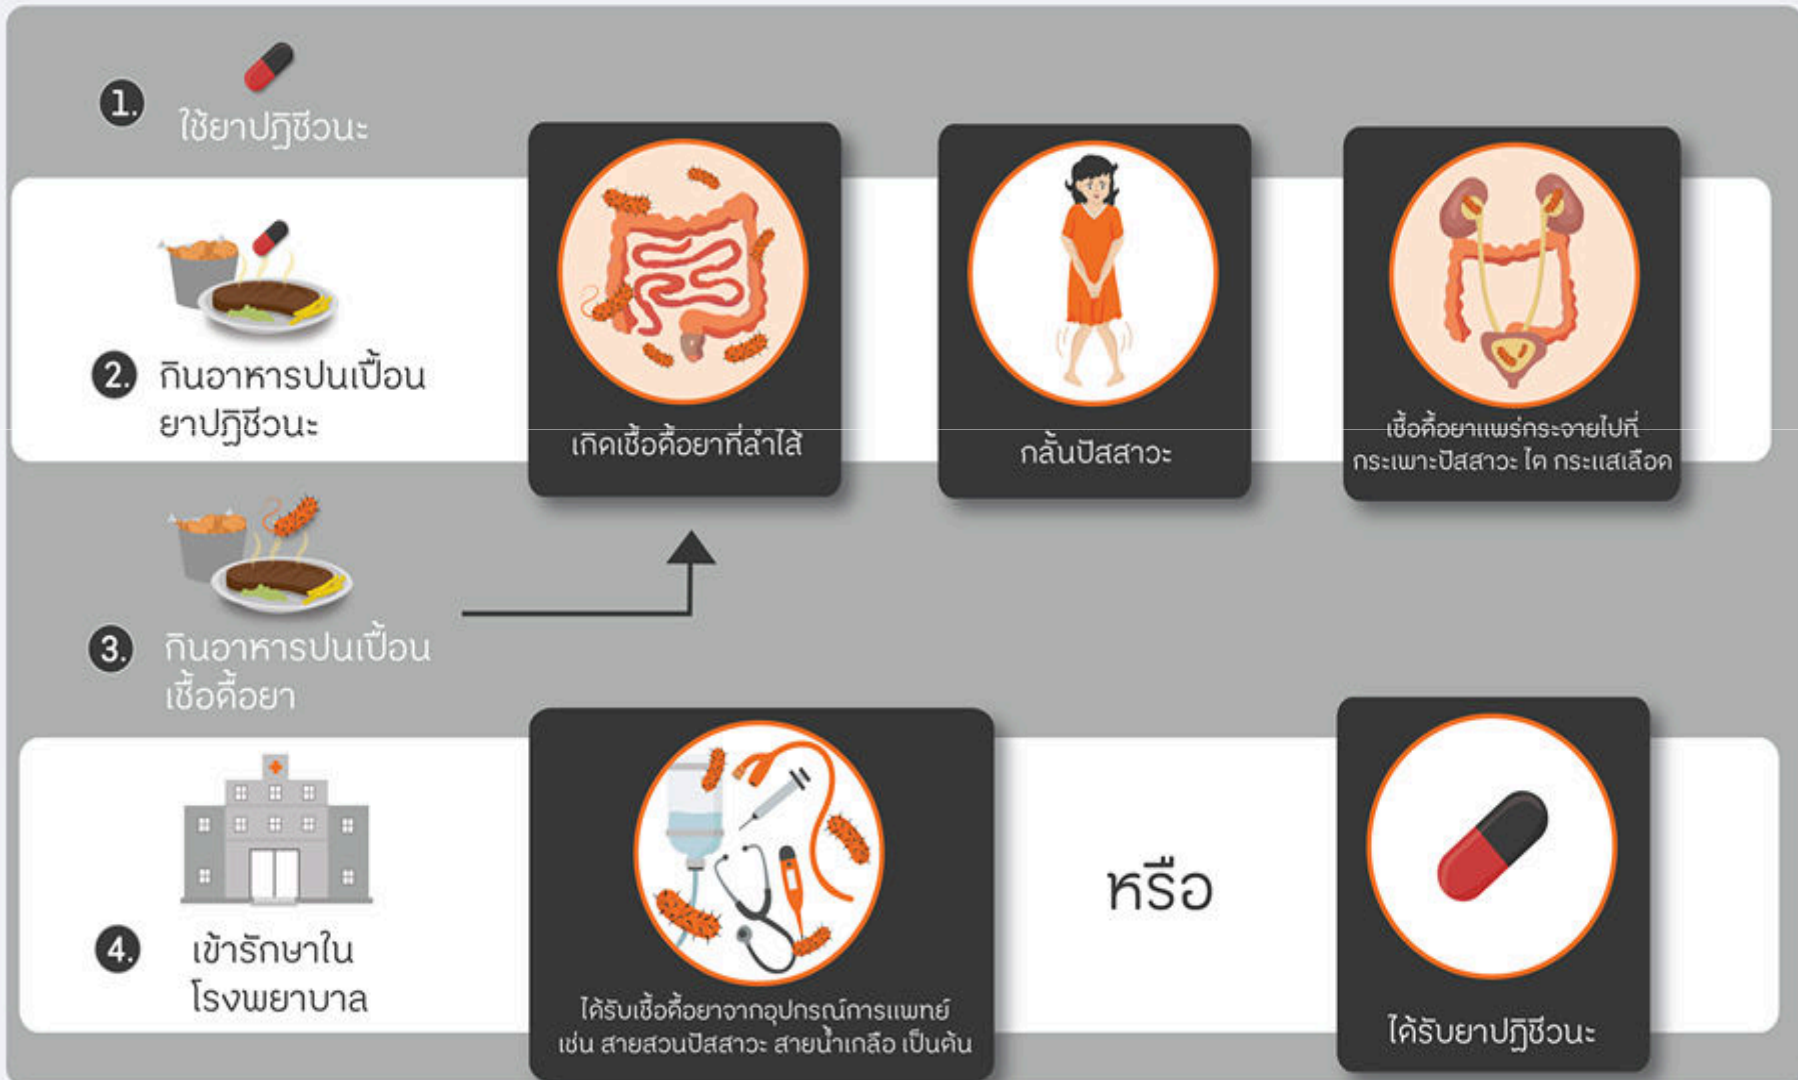 1.
ใช้ยาปฏิชีวนะ
2. กินอาหารปนเปื้อน
ยาปฏิชีวนะ
เกิดเชื้อดื้อยาที่ลำไส้
กลั้นปัสสาวะ
เชื้อดื้อยาแพร่กระจายไปที่
กระเพาะปัสสาวะ ไต กระแสเลือด
3. กินอาหารปนเปื้อน
เชื้อดื้อยา
4. เข้ารักษาใน
โรงพยาบาล
ได้รับเชื้อดื้อยาจากอุปกรณ์การแพทย์
เช่น สายสวนปัสสาวะ สายน้ำเกลือ เป็นต้น
หรือ
ได้รับยาปฏิชีวนะ